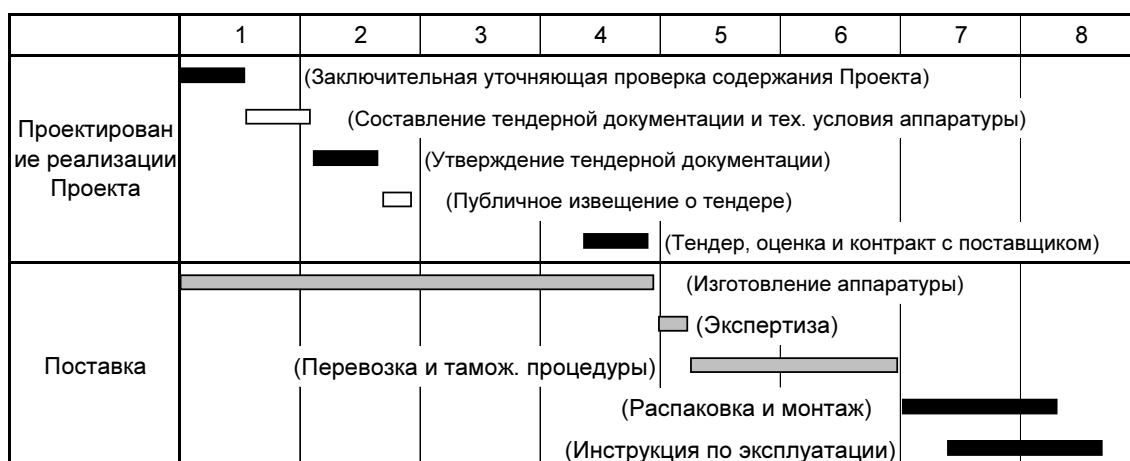 1 2 3 4 5 6 7 8
Проектирован
ие реализации
Проекта
(Заключительная уточняющая проверка содержания Проекта)
(Составление тендерной документации и тех. условия аппаратуры)
(Утверждение тендерной документации)
(Публичное извещение о тендере)
(Тендер, оценка и контракт с поставщиком)
Поставка
(Изготовление аппаратуры)
(Экспертиза)
(Перевозка и тамож. процедуры)
(Распаковка и монтаж)
(Инструкция по эксплуатации)